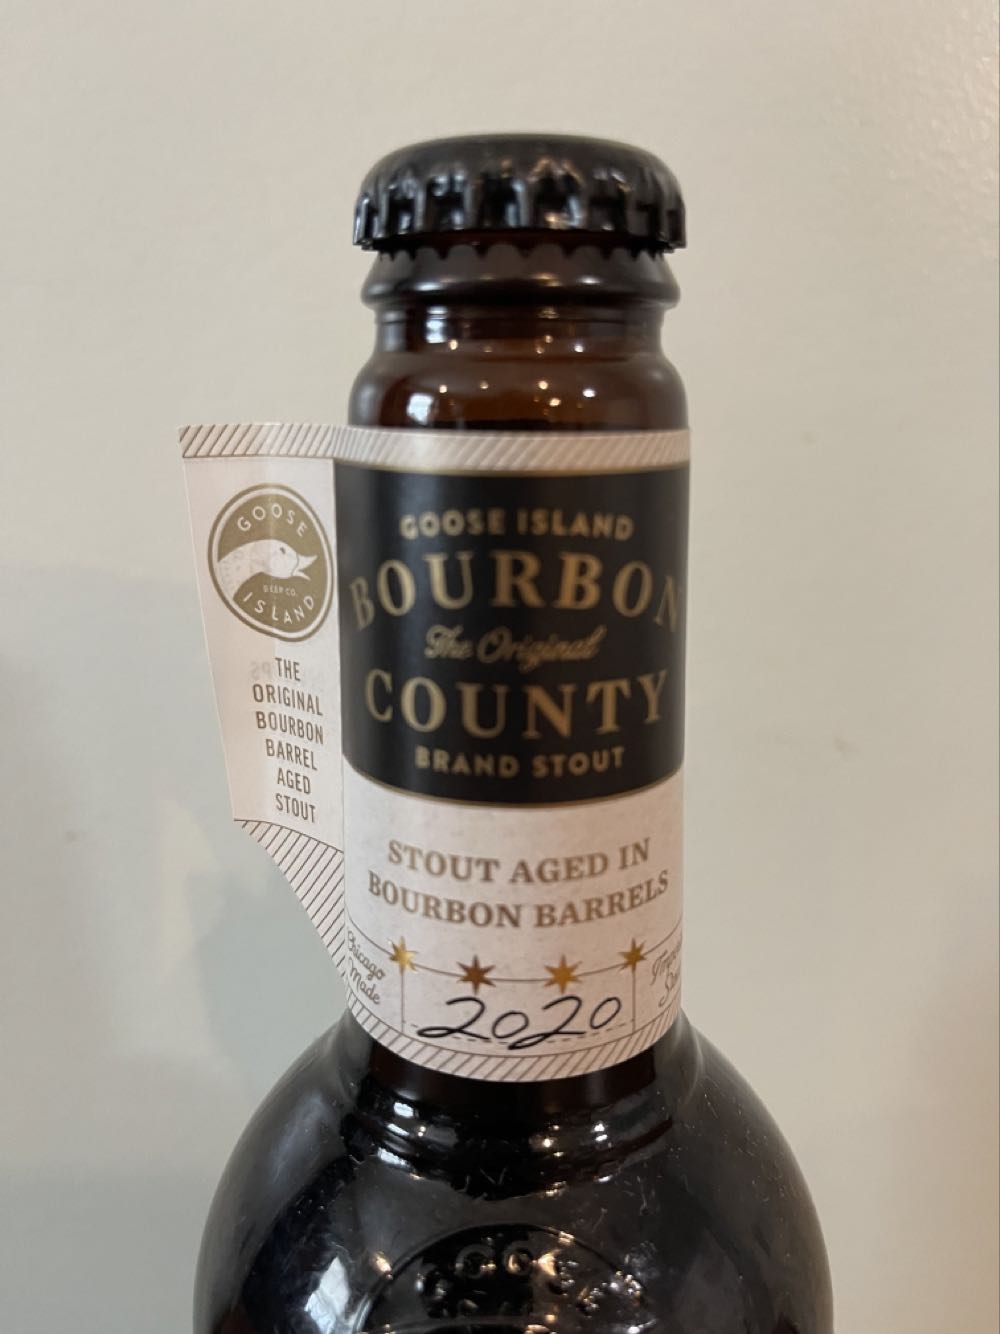 GOOSE
BEER CO.
ISLAND
THE
ORIGINAL
BOURBON
BARREL
AGED
STOUT
GOOSE ISLAND
BOURBON
The Original
COUNTY
BRAND STOUT
STOUT AGED IN
BOURBON BARRELS
Chicago
Made
2020
GOOSE